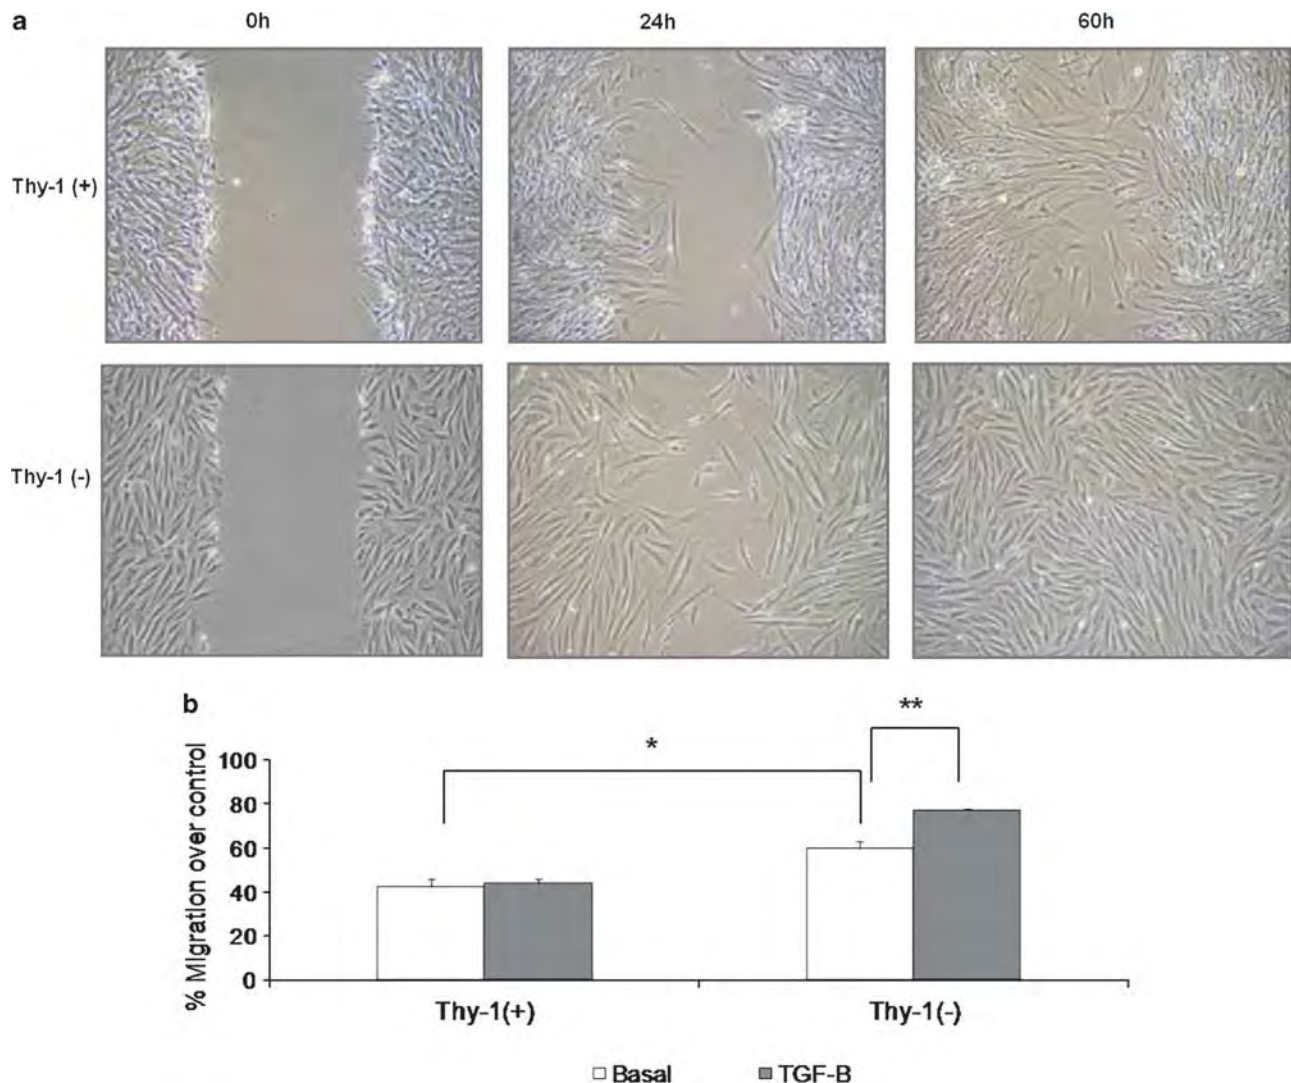 a
0h 24h 60h
Thy-1 (+)
Thy-1 (-)
b
**
*
% Migration over control
100
80
60
40
20
0
Thy-1(+) Thy-1(-)
Basal TGF-B